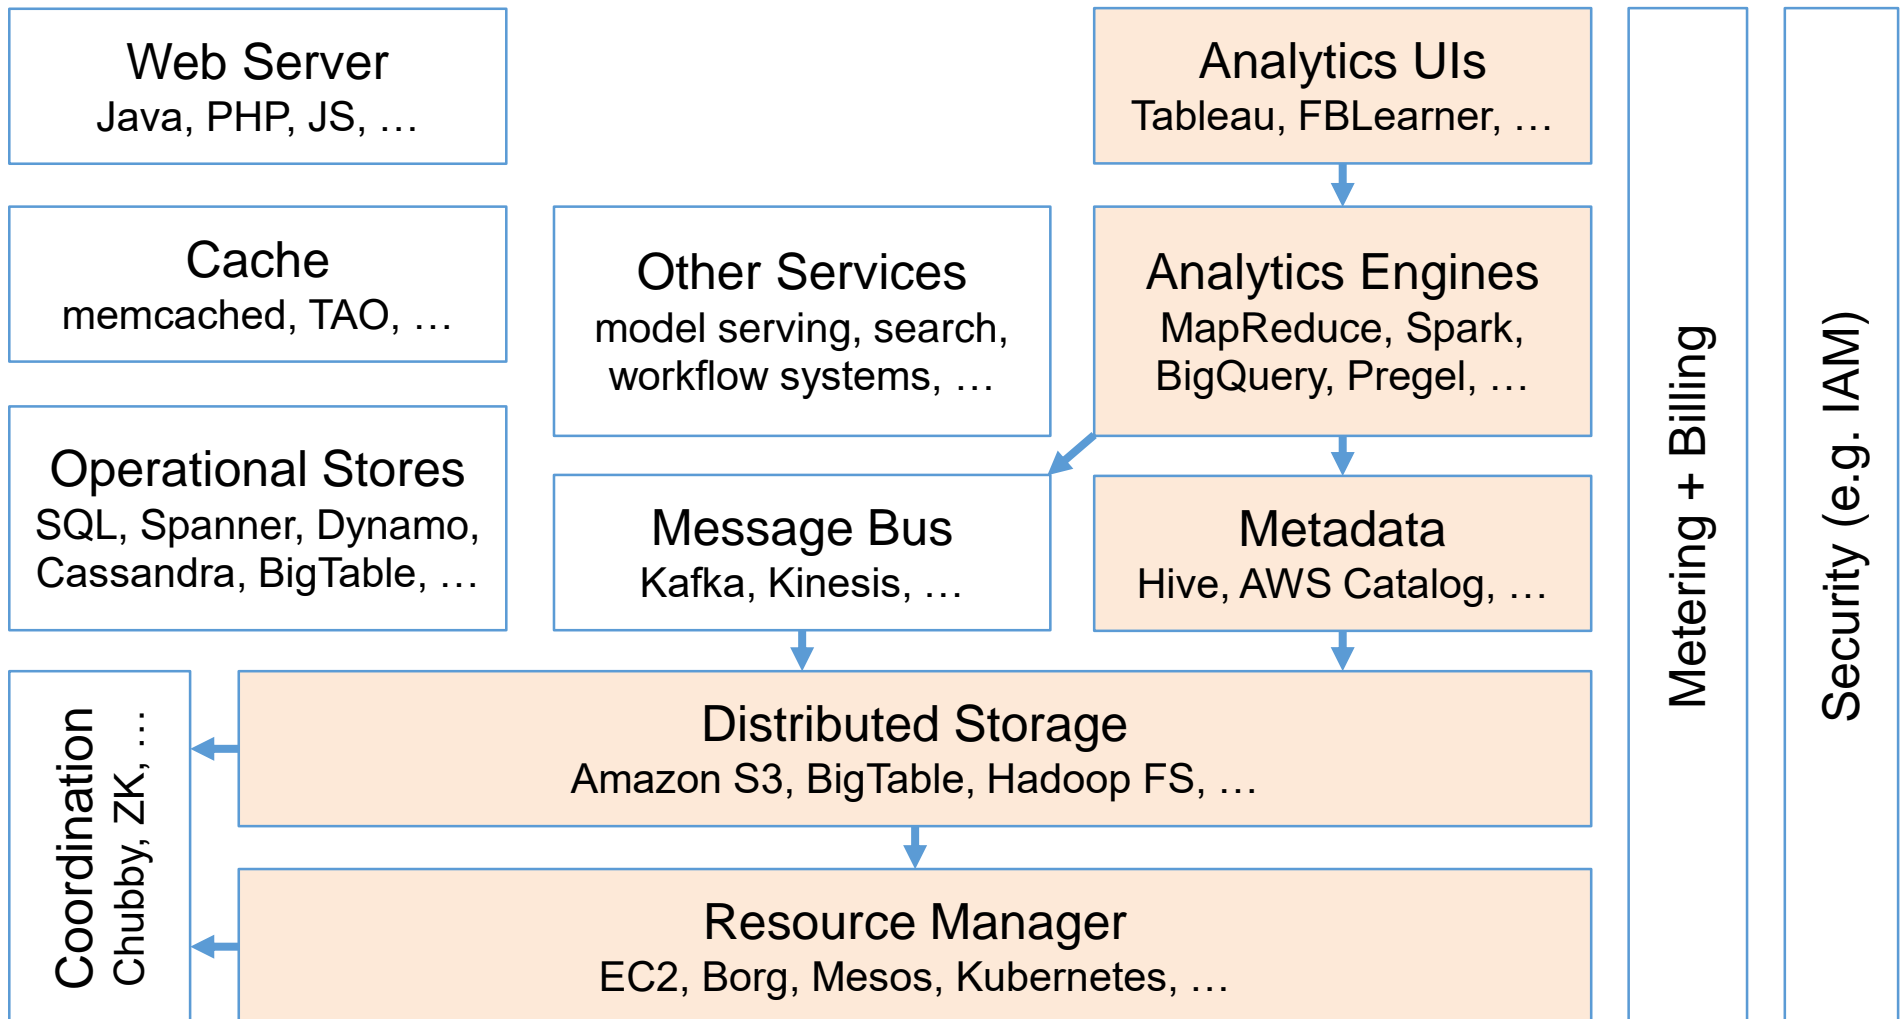 Web Server
Java, PHP, JS, …
Analytics UIs
Tableau, FBLearner, …
Cache
memcached, TAO, …
Other Services
model serving, search,
workflow systems, …
Analytics Engines
MapReduce, Spark,
BigQuery, Pregel, …
Operational Stores
SQL, Spanner, Dynamo,
Cassandra, BigTable, …
Message Bus
Kafka, Kinesis, …
Metadata
Hive, AWS Catalog, …
Coordination
Chubby, ZK, …
Distributed Storage
Amazon S3, BigTable, Hadoop FS, …
Resource Manager
EC2, Borg, Mesos, Kubernetes, …
Metering + Billing
Security (e.g. IAM)